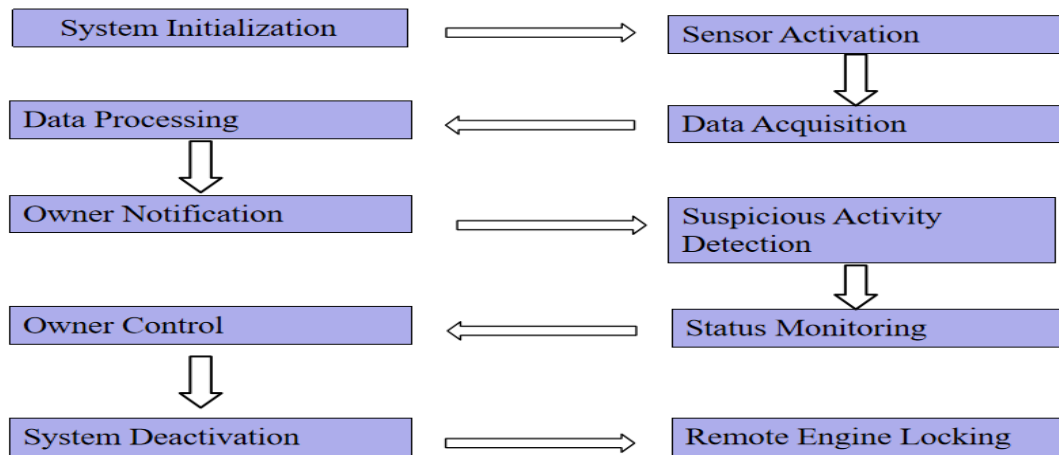 System Initialization
Sensor Activation
Data Processing
Data Acquisition
Owner Notification
Suspicious Activity
Detection
Owner Control
Status Monitoring
System Deactivation
Remote Engine Locking